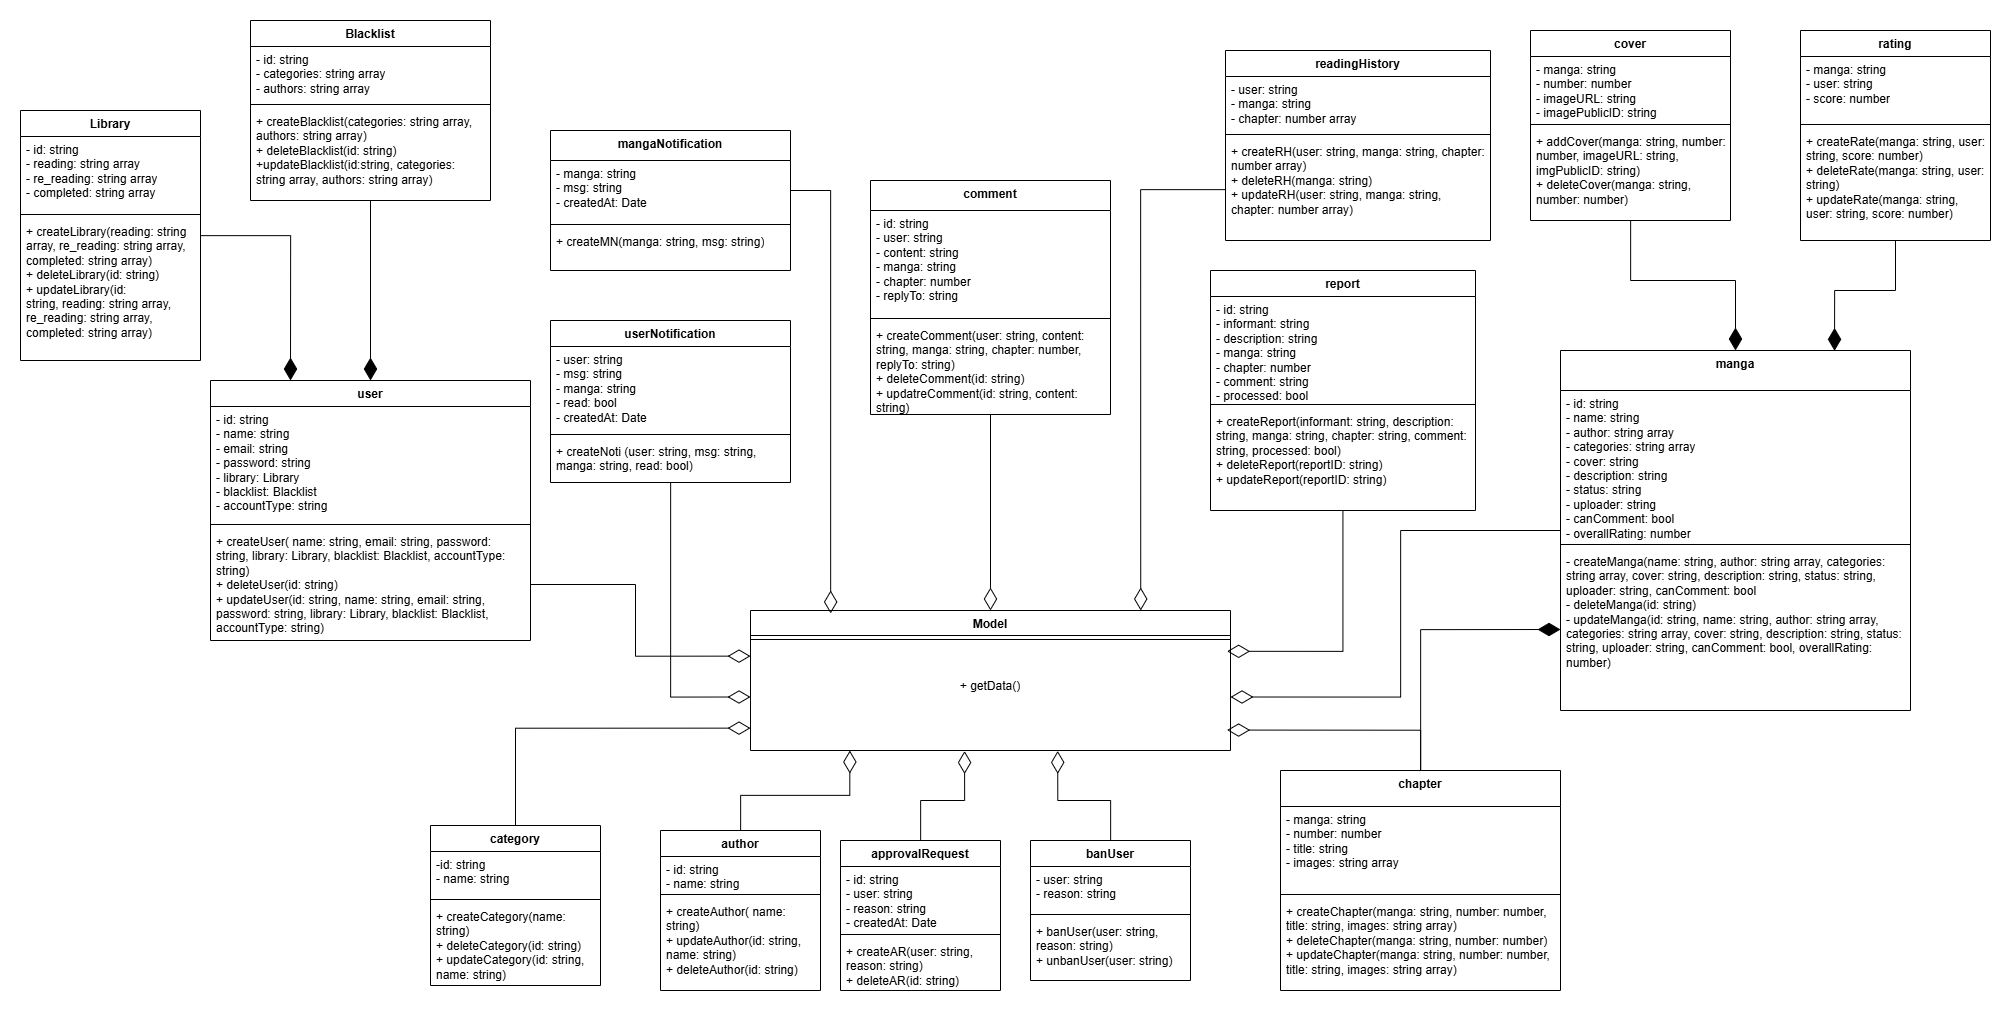 Blacklist
- id: string
- categories: string array
- authors: string array
+ createBlacklist(categories: string array,
authors: string array)
+ deleteBlacklist(id: string)
+updateBlacklist(id:string, categories:
string array, authors: string array)
Library
- id: string
- reading: string array
- re_reading: string array
- completed: string array
+ createLibrary(reading: string
array, re_reading: string array,
completed: string array)
+ deleteLibrary(id: string)
+ updateLibrary(id:
string, reading: string array,
re_reading: string array,
completed: string array)
mangaNotification
- manga: string
- msg: string
- createdAt: Date
+ createMN(manga: string, msg: string)
comment
- id: string
- user: string
- content: string
- manga: string
- chapter: number
- replyTo: string
+ createComment(user: string, content:
string, manga: string, chapter: number,
replyTo: string)
+ deleteComment(id: string)
+ updatreComment(id: string, content:
string)
readingHistory
- user: string
- manga: string
- chapter: number array
+ createRH(user: string, manga: string, chapter:
number array)
+ deleteRH(manga: string)
+ updateRH(user: string, manga: string,
chapter: number array)
cover
- manga: string
- number: number
- imageURL: string
- imagePublicID: string
+ addCover(manga: string, number:
number, imageURL: string,
imgPublicID: string)
+ deleteCover(manga: string,
number: number)
rating
- manga: string
- user: string
- score: number
+ createRate(manga: string, user:
string, score: number)
+ deleteRate(manga: string, user:
string)
+ updateRate(manga: string,
user: string, score: number)
userNotification
- user: string
- msg: string
- manga: string
- read: bool
- createdAt: Date
+ createNoti (user: string, msg: string,
manga: string, read: bool)
report
- id: string
- informant: string
- description: string
- manga: string
- chapter: number
- comment: string
- processed: bool
+ createReport(informant: string, description:
string, manga: string, chapter: string, comment:
string, processed: bool)
+ deleteReport(reportID: string)
+ updateReport(reportID: string)
user
- id: string
- name: string
- email: string
- password: string
- library: Library
- blacklist: Blacklist
- accountType: string
+ createUser( name: string, email: string, password:
string, library: Library, blacklist: Blacklist, accountType:
string)
+ deleteUser(id: string)
+ updateUser(id: string, name: string, email: string,
password: string, library: Library, blacklist: Blacklist,
accountType: string)
manga
- id: string
- name: string
- author: string array
- categories: string array
- cover: string
- description: string
- status: string
- uploader: string
- canComment: bool
- overallRating: number
- createManga(name: string, author: string array, categories:
string array, cover: string, description: string, status: string,
uploader: string, canComment: bool
- deleteManga(id: string)
- updateManga(id: string, name: string, author: string array,
categories: string array, cover: string, description: string, status:
string, uploader: string, canComment: bool, overallRating:
number)
Model
+ getData()
category
-id: string
- name: string
+ createCategory(name:
string)
+ deleteCategory(id: string)
+ updateCategory(id: string,
name: string)
author
- id: string
- name: string
+ createAuthor( name:
string)
+ updateAuthor(id: string,
name: string)
+ deleteAuthor(id: string)
approvalRequest
- id: string
- user: string
- reason: string
- createdAt: Date
+ createAR(user: string,
reason: string)
+ deleteAR(id: string)
banUser
- user: string
- reason: string
+ banUser(user: string,
reason: string)
+ unbanUser(user: string)
chapter
- manga: string
- number: number
- title: string
- images: string array
+ createChapter(manga: string, number: number,
title: string, images: string array)
+ deleteChapter(manga: string, number: number)
+ updateChapter(manga: string, number: number,
title: string, images: string array)